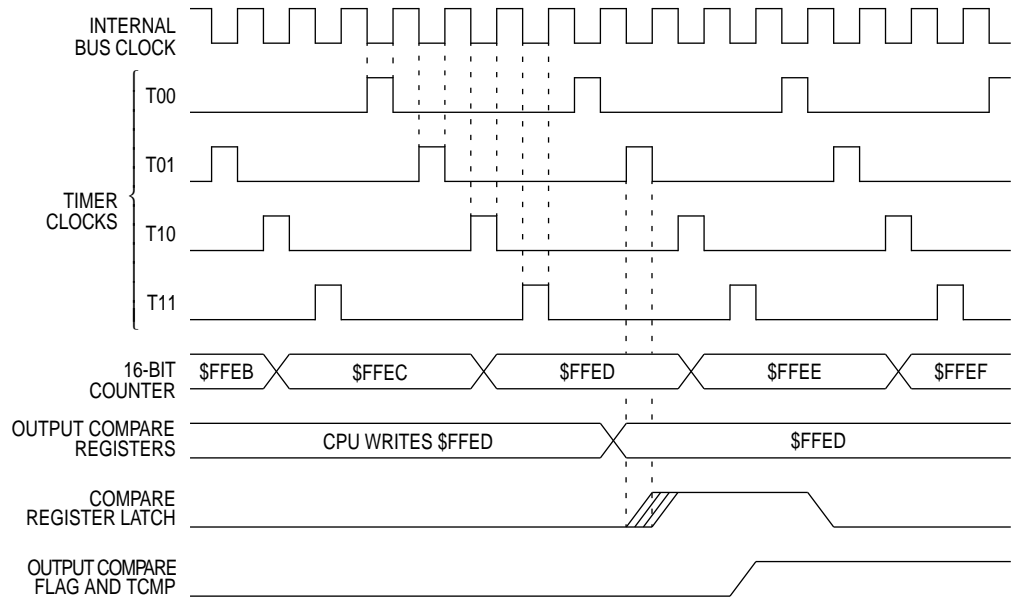 INTERNAL
BUS CLOCK
T00
T01
TIMER
CLOCKS
T10
T11
16-BIT
COUNTER
$FFEB
$FFEC
$FFED
$FFEE
$FFEF
OUTPUT COMPARE
REGISTERS
CPU WRITES $FFED
$FFED
COMPARE
REGISTER LATCH
OUTPUT COMPARE
FLAG AND TCMP